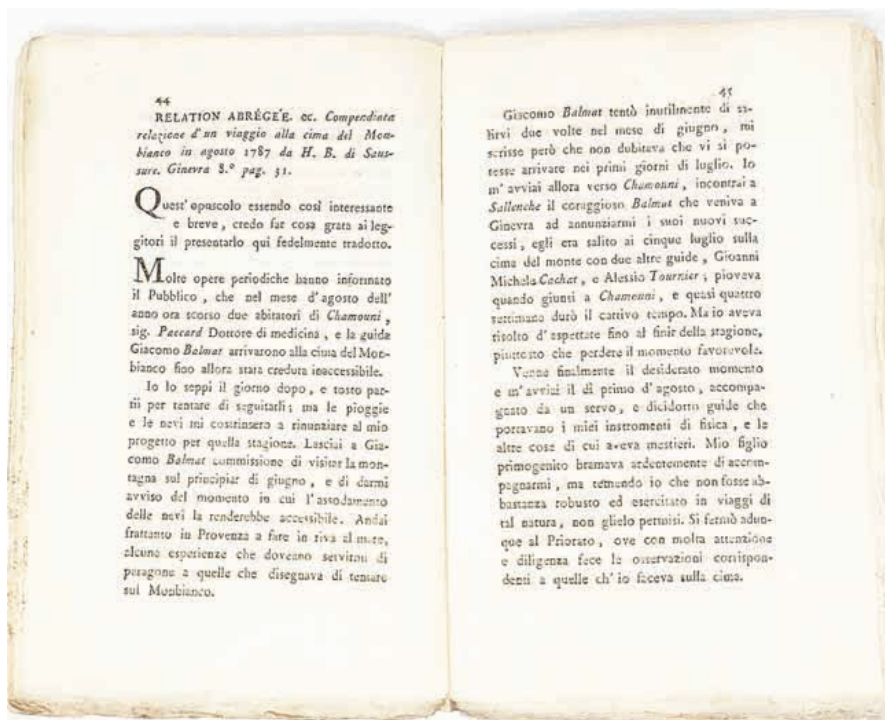 44
RELATION ABRÉGÉE. ec. Compendiata
relazione d'un viaggio alla cima del Mon-
bianco in agosto 1787 da H. B. di Saus-
sure. Ginevra 8.° pag. 31.
Quest' opuscolo essendo così interessante
e breve, credo far cosa grata ai leg-
gitori il presentarlo qui fedelmente tradotto.
Molte opere periodiche hanno informato
il Pubblico, che nel mese d'agosto dell'
anno ora scorso due abitatori di Chamouni,
sig. Paccard Dottore di medicina, e la guida
Giacomo Balmat arrivarono alla cima del Mon-
bianco fino allora stata creduta inaccessibile.
Io lo seppi il giorno dopo, e tosto par-
tii per tentare di seguitarli; ma le pioggie
e le nevi mi costrinsero a rinunziare al mio
progetto per quella stagione. Lasciai a Gia-
como Balmat commissione di visitar la mon-
tagna sul principiar di giugno, e di darmi
avviso del momento in cui l'assodamento
delle nevi la renderebbe accessibile. Andai
frattanto in Provenza a fare in riva al mare,
alcune esperienze che doveano servirmi di
paragone a quelle che disegnava di tentare
sul Monbianco.
45
Giacomo Balmat tentò inutilmente di sa-
lirvi due volte nel mese di giugno, mi
scrisse però che non dubitava che vi si po-
tesse arrivare nei primi giorni di luglio. Io
m'avviai allora verso Chamouni, incontrai a
Sallenche il coraggioso Balmat che veniva a
Ginevra ad annunziarmi i suoi nuovi suc-
cessi, egli era salito ai cinque luglio sulla
cima del monte con due altre guide, Gioanni
Michele Cachat, e Alessio Tournier; pioveva
quando giunsi a Chamouni, e quasi quattro
settimane durò il cattivo tempo. Ma io aveva
risolto d'aspettare fino al finir della stagione,
piuttosto che perdere il momento favorevole.
Venne finalmente il desiderato momento
e m'avviai il dì primo d'agosto, accompa-
gnato da un servo, e dicidotto guide che
portavano i miei instromenti di fisica, e le
altre cose di cui aveva mestieri. Mio figlio
primogenito bramava ardentemente di accom-
pagnarmi, ma temendo io che non fosse ab-
bastanza robusto ed esercitato in viaggi di
tal natura, non glielo permisi. Si fermò adun-
que al Priorato, ove con molta attenzione
e diligenza fece le osservazioni corrispon-
denti a quelle ch' io faceva sulla cima.